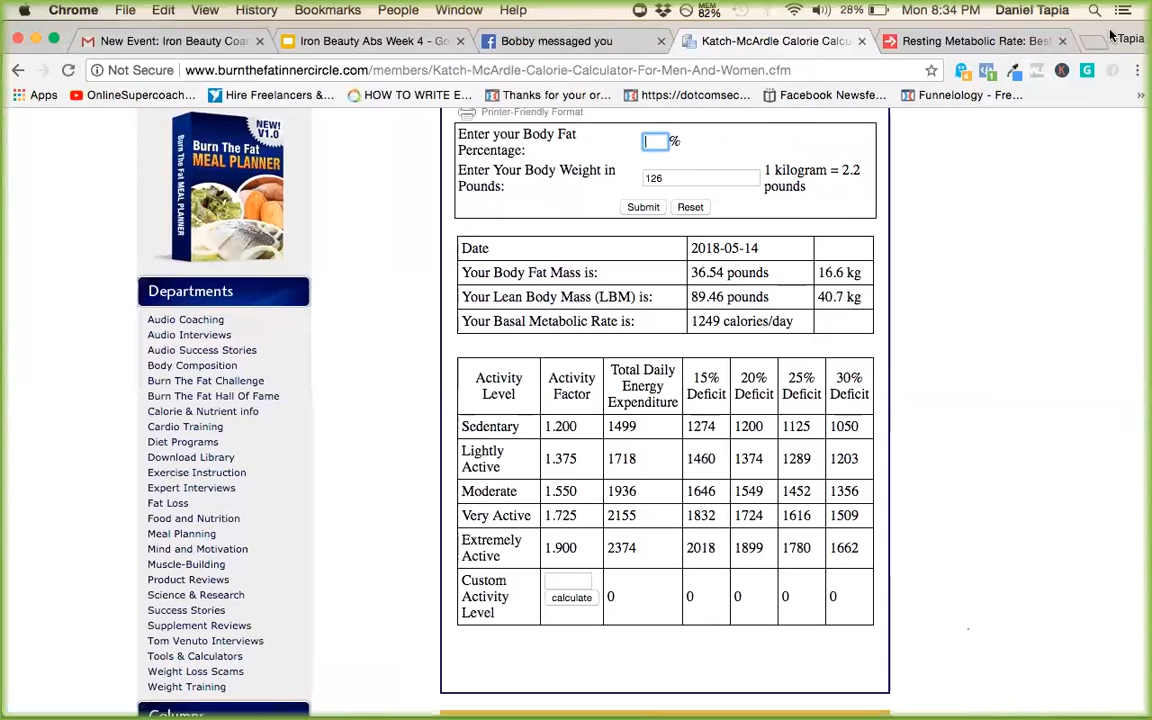 Chrome File Edit View History Bookmarks People Window Help MEM 82% 28% Mon 8:34 PM Daniel Tapia
New Event: Iron Beauty Coa × Iron Beauty Abs Week 4 - Go × Bobby messaged you × Katch-McArdle Calorie Calcu × Resting Metabolic Rate: Bes × Tapia
Not Secure www.burnthefatinnercircle.com/members/Katch-McArdle-Calorie-Calculator-For-Men-And-Women.cfm
Apps OnlineSupercoach... Hire Freelancers &... HOW TO WRITE E... Thanks for your or... https://dotcomsec... Facebook Newsfe... Funnelology - Fre... »
Printer-Friendly Format
NEW! V1.0
BURN THE FAT
MEAL PLANNER
BURN THE FAT MEAL PLANNER
Enter your Body Fat
Percentage: %
Enter Your Body Weight in
Pounds: 126 1 kilogram = 2.2
pounds
Submit Reset
Date 2018-05-14
Your Body Fat Mass is: 36.54 pounds 16.6 kg
Your Lean Body Mass (LBM) is: 89.46 pounds 40.7 kg
Your Basal Metabolic Rate is: 1249 calories/day
Activity Level Activity Factor Total Daily Energy Expenditure 15% Deficit 20% Deficit 25% Deficit 30% Deficit
Sedentary 1.200 1499 1274 1200 1125 1050
Lightly Active 1.375 1718 1460 1374 1289 1203
Moderate 1.550 1936 1646 1549 1452 1356
Very Active 1.725 2155 1832 1724 1616 1509
Extremely Active 1.900 2374 2018 1899 1780 1662
Custom Activity Level calculate 0 0 0 0 0
Departments
Audio Coaching
Audio Interviews
Audio Success Stories
Body Composition
Burn The Fat Challenge
Burn The Fat Hall Of Fame
Calorie & Nutrient info
Cardio Training
Diet Programs
Download Library
Exercise Instruction
Expert Interviews
Fat Loss
Food and Nutrition
Meal Planning
Mind and Motivation
Muscle-Building
Product Reviews
Science & Research
Success Stories
Supplement Reviews
Tom Venuto Interviews
Tools & Calculators
Weight Loss Scams
Weight Training
Columns